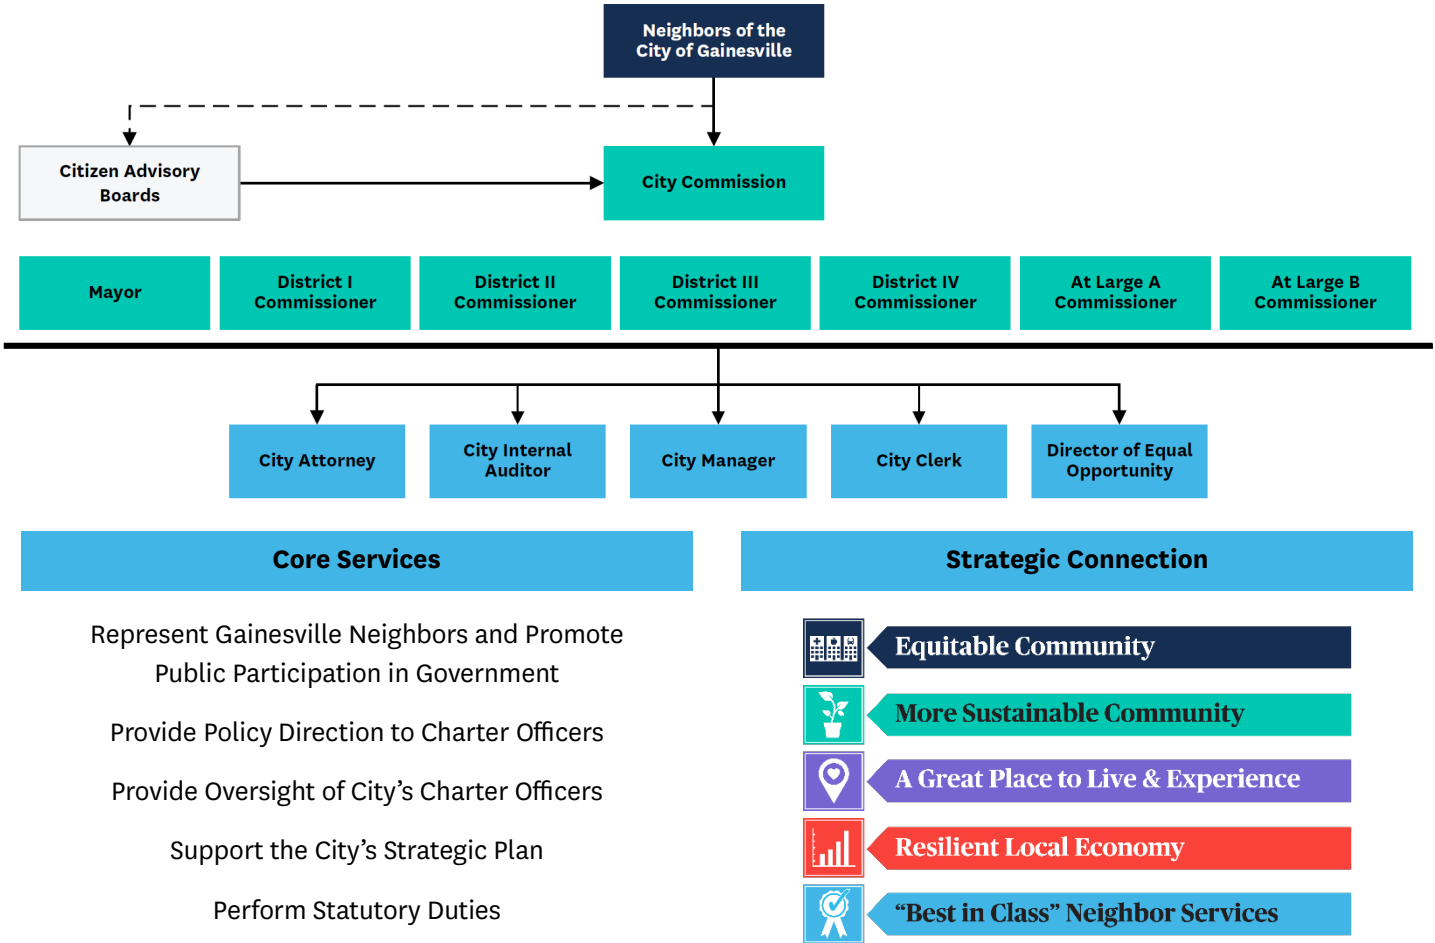 Neighbors of the
City of Gainesville
Citizen Advisory
Boards
City Commission
Mayor
District I
Commissioner
District II
Commissioner
District III
Commissioner
District IV
Commissioner
At Large A
Commissioner
At Large B
Commissioner
City Attorney
City Internal
Auditor
City Manager
City Clerk
Director of Equal
Opportunity
Core Services
Represent Gainesville Neighbors and Promote
Public Participation in Government
Provide Policy Direction to Charter Officers
Provide Oversight of City’s Charter Officers
Support the City’s Strategic Plan
Perform Statutory Duties
Strategic Connection
Equitable Community
More Sustainable Community
A Great Place to Live & Experience
Resilient Local Economy
“Best in Class” Neighbor Services